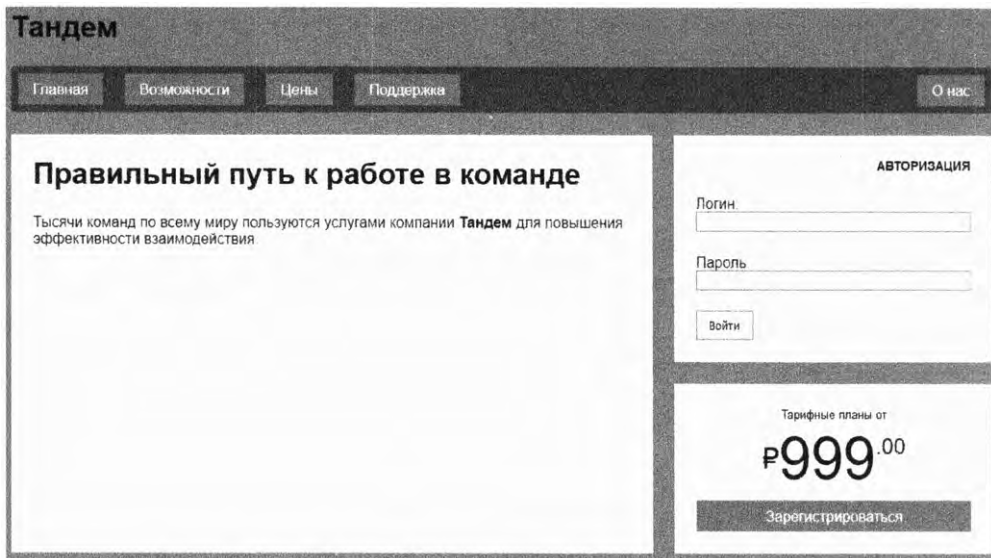 Тандем
Главная Возможности Цены Поддержка О нас
Правильный путь к работе в команде
Тысячи команд по всему миру пользуются услугами компании Тандем для повышения
эффективности взаимодействия
АВТОРИЗАЦИЯ
Логин
Пароль
Войти
Тарифные планы от
₽999.00
Зарегистрироваться